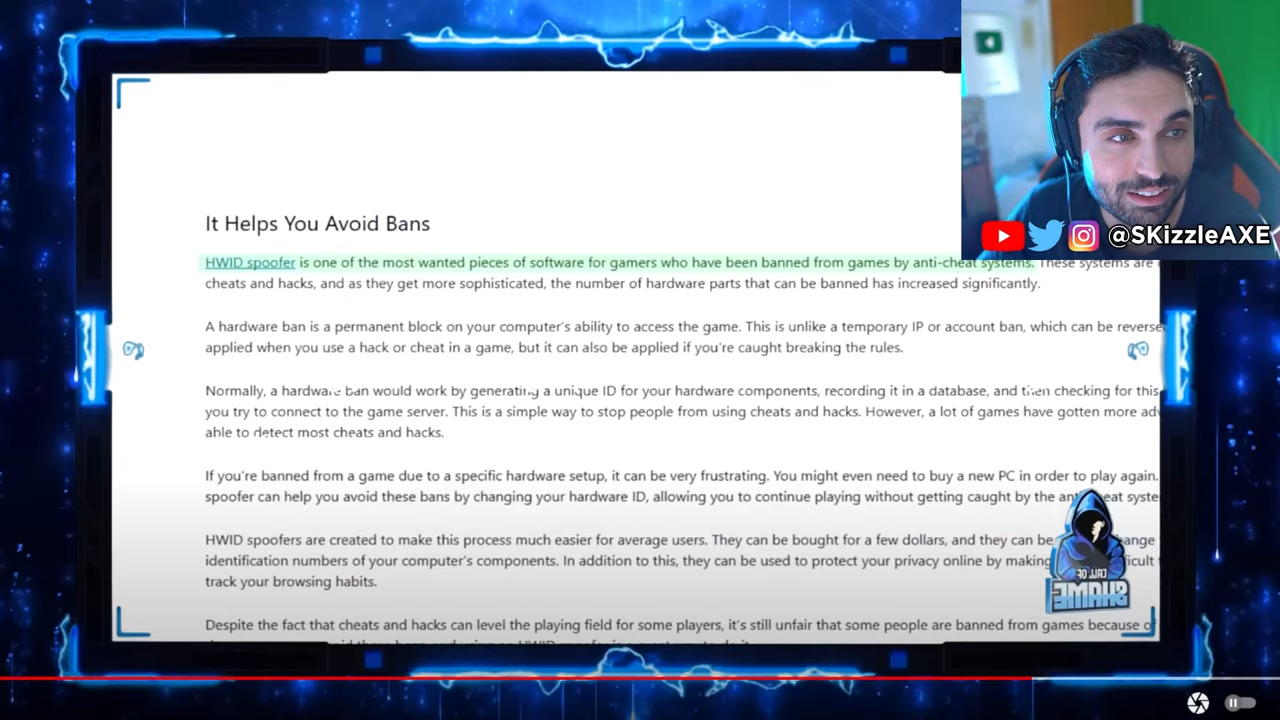 It Helps You Avoid Bans
HWID spoofer is one of the most wanted pieces of software for gamers who have been banned from games by anti-cheat systems. These systems are
cheats and hacks, and as they get more sophisticated, the number of hardware parts that can be banned has increased significantly.
A hardware ban is a permanent block on your computer's ability to access the game. This is unlike a temporary IP or account ban, which can be
applied when you use a hack or cheat in a game, but it can also be applied if you're caught breaking the rules.
Normally, a hardware ban would work by generating a unique ID for your hardware components, recording it in a database, and then checking for this
you try to connect to the game server. This is a simple way to stop people from using cheats and hacks. However, a lot of games have gotten more
able to detect most cheats and hacks.
If you're banned from a game due to a specific hardware setup, it can be very frustrating. You might even need to buy a new PC in order to play again.
spoofer can help you avoid these bans by changing your hardware ID, allowing you to continue playing without getting caught by the
HWID spoofers are created to make this process much easier for average users. They can be bought for a few dollars, and they can be
identification numbers of your computer's components. In addition to this, they can be used to protect your privacy online by making
track your browsing habits.
Despite the fact that cheats and hacks can level the playing field for some players, it's still unfair that some people are banned from games because
@SKizzleAXE
CALL OF
SHAME